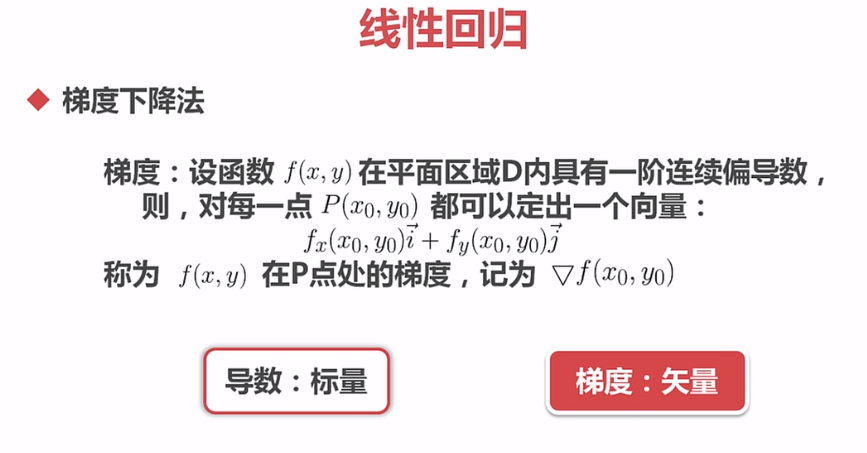 线性回归
梯度下降法
梯度：设函数 f(x, y) 在平面区域D内具有一阶连续偏导数，
则，对每一点 P(x₀, y₀) 都可以定出一个向量：
fₓ(x₀, y₀)i⃗ + f_y(x₀, y₀)j⃗
称为 f(x, y) 在P点处的梯度，记为 ▽f(x₀, y₀)
导数：标量
梯度：矢量